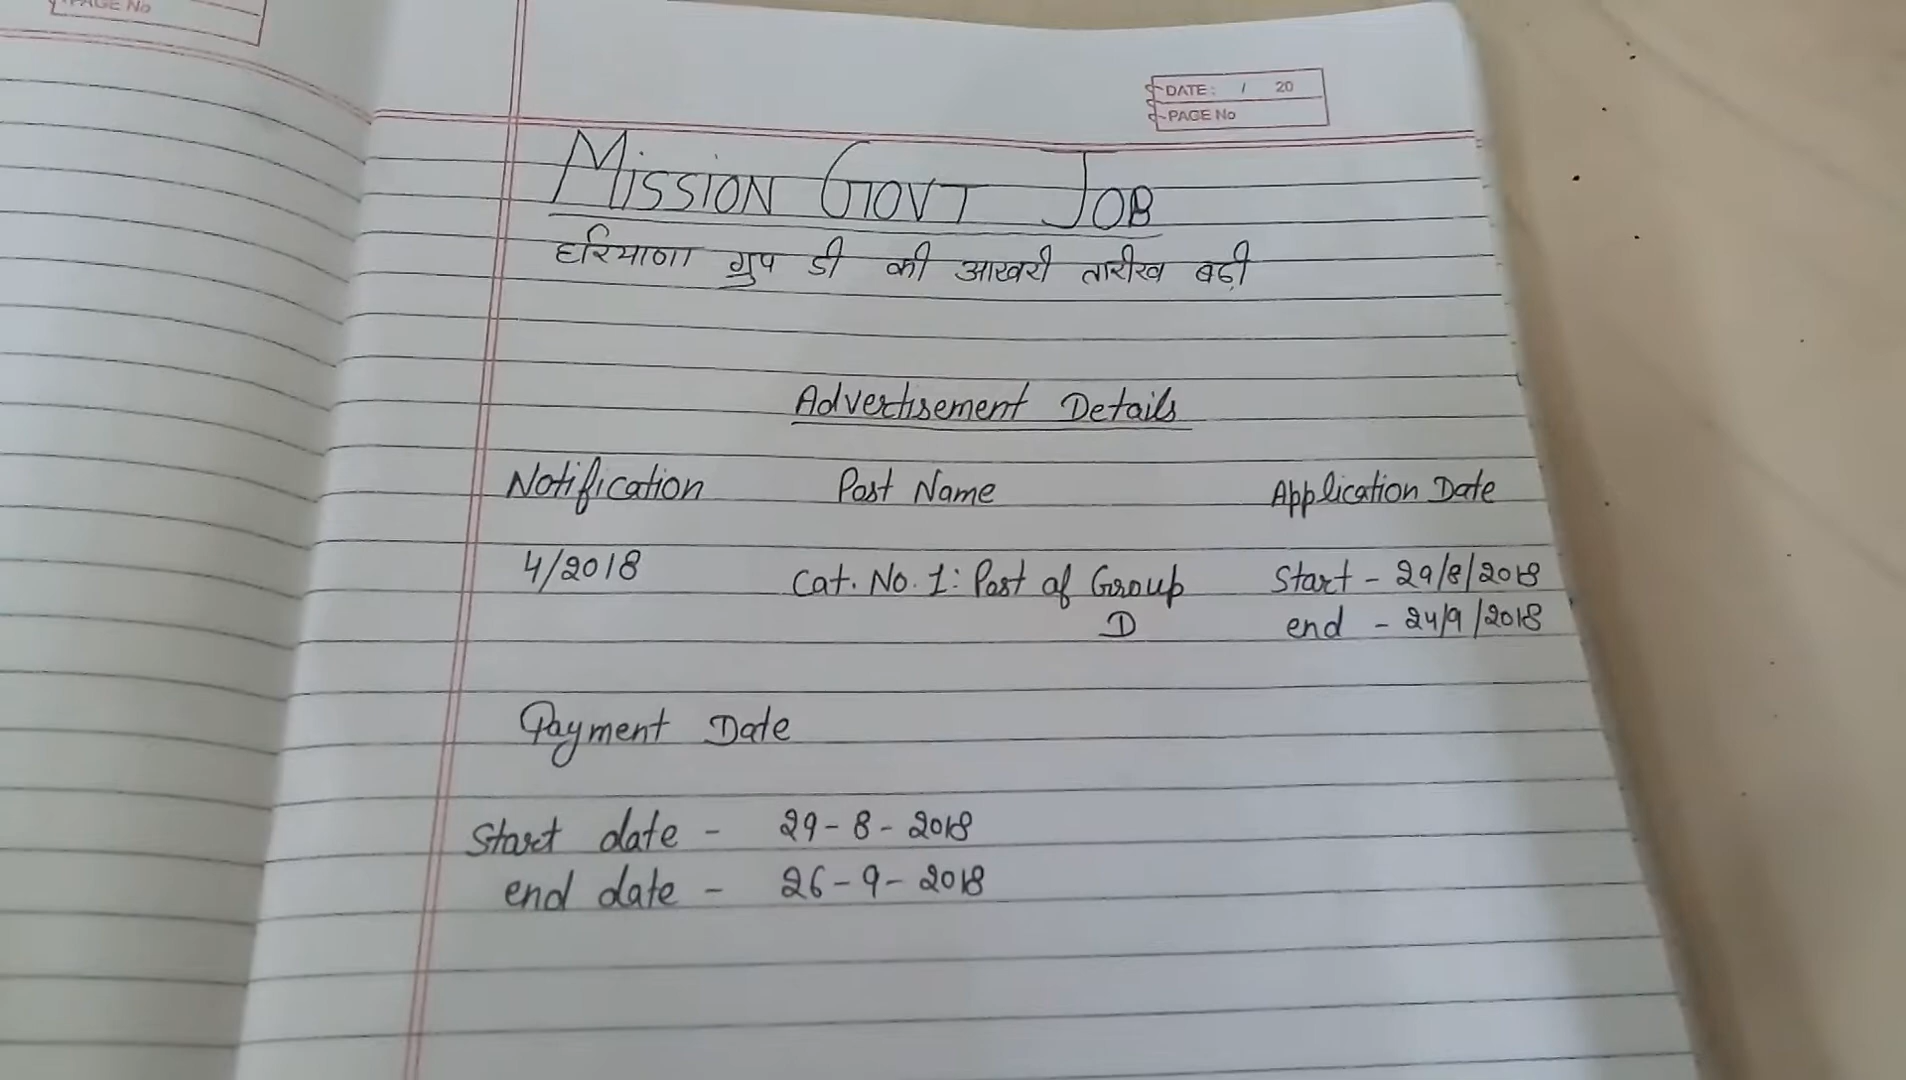 PAGE No
DATE: / 20
PAGE No
MISSION GOVT JOB
हरियाणा ग्रुप डी की आखरी तारीख बढ़ी
Advertisement Details
Notification Post Name Application Date
4/2018 Cat. No. 1: Post of Group Start - 29/8/2018
D end - 24/9/2018
Payment Date
Start date - 29-8-2018
end date - 26-9-2018